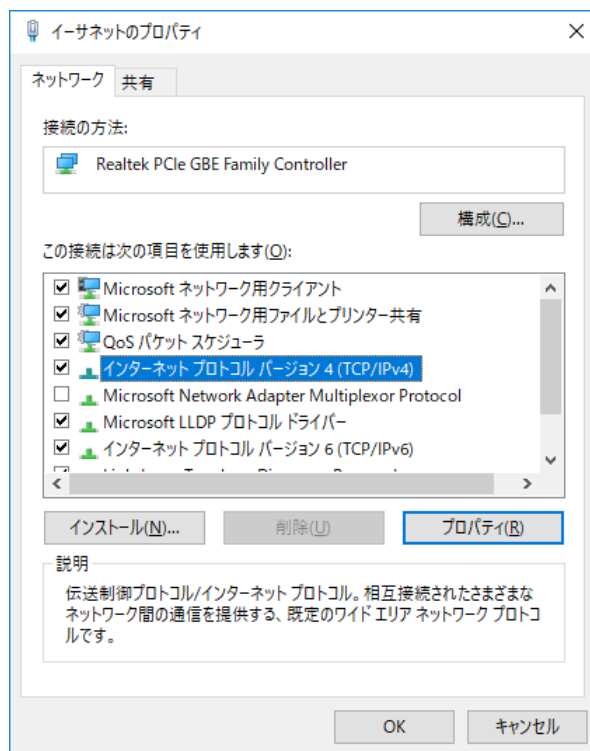 イーサネットのプロパティ
ネットワーク 共有
接続の方法:
Realtek PCIe GBE Family Controller
構成(C)...
この接続は次の項目を使用します(O):
Microsoft ネットワーク用クライアント
Microsoft ネットワーク用ファイルとプリンター共有
QoS パケット スケジューラ
インターネット プロトコル バージョン 4 (TCP/IPv4)
Microsoft Network Adapter Multiplexor Protocol
Microsoft LLDP プロトコル ドライバー
インターネット プロトコル バージョン 6 (TCP/IPv6)
インストール(N)... 削除(U) プロパティ(R)
説明
伝送制御プロトコル/インターネット プロトコル。相互接続されたさまざまな
ネットワーク間の通信を提供する、既定のワイド エリア ネットワーク プロトコ
ルです。
OK キャンセル